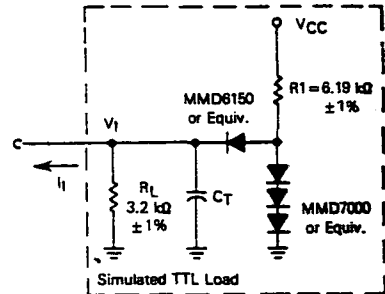 VCC
MMD6150
or Equiv.
R1 = 6.19 kΩ
±1%
V1
I1
RL
3.2 kΩ
±1%
CT
MMD7000
or Equiv.
Simulated TTL Load